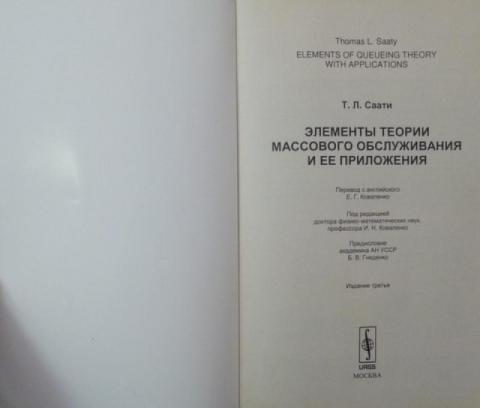 Thomas L. Saaty
ELEMENTS OF QUEUEING THEORY
WITH APPLICATIONS
Т. Л. Саати
ЭЛЕМЕНТЫ ТЕОРИИ
МАССОВОГО ОБСЛУЖИВАНИЯ
И ЕЕ ПРИЛОЖЕНИЯ
Перевод с английского
Е. Г. Коваленко
Под редакцией
доктора физико-математических наук,
профессора И. Н. Коваленко
Предисловие
академика АН УССР
Б. В. Гнеденко
Издание третье
URSS
МОСКВА